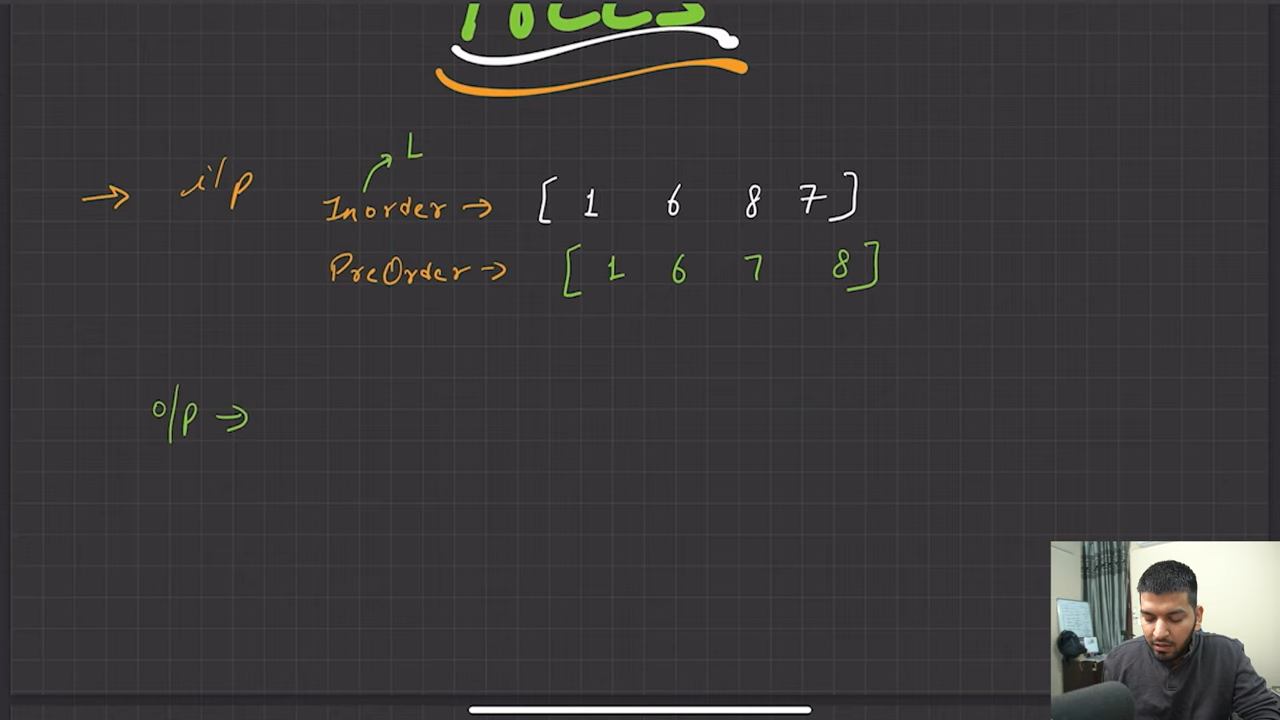 L
→ i/p Inorder → [ 1 6 8 7 ]
PreOrder → [ 1 6 7 8 ]
o/p →